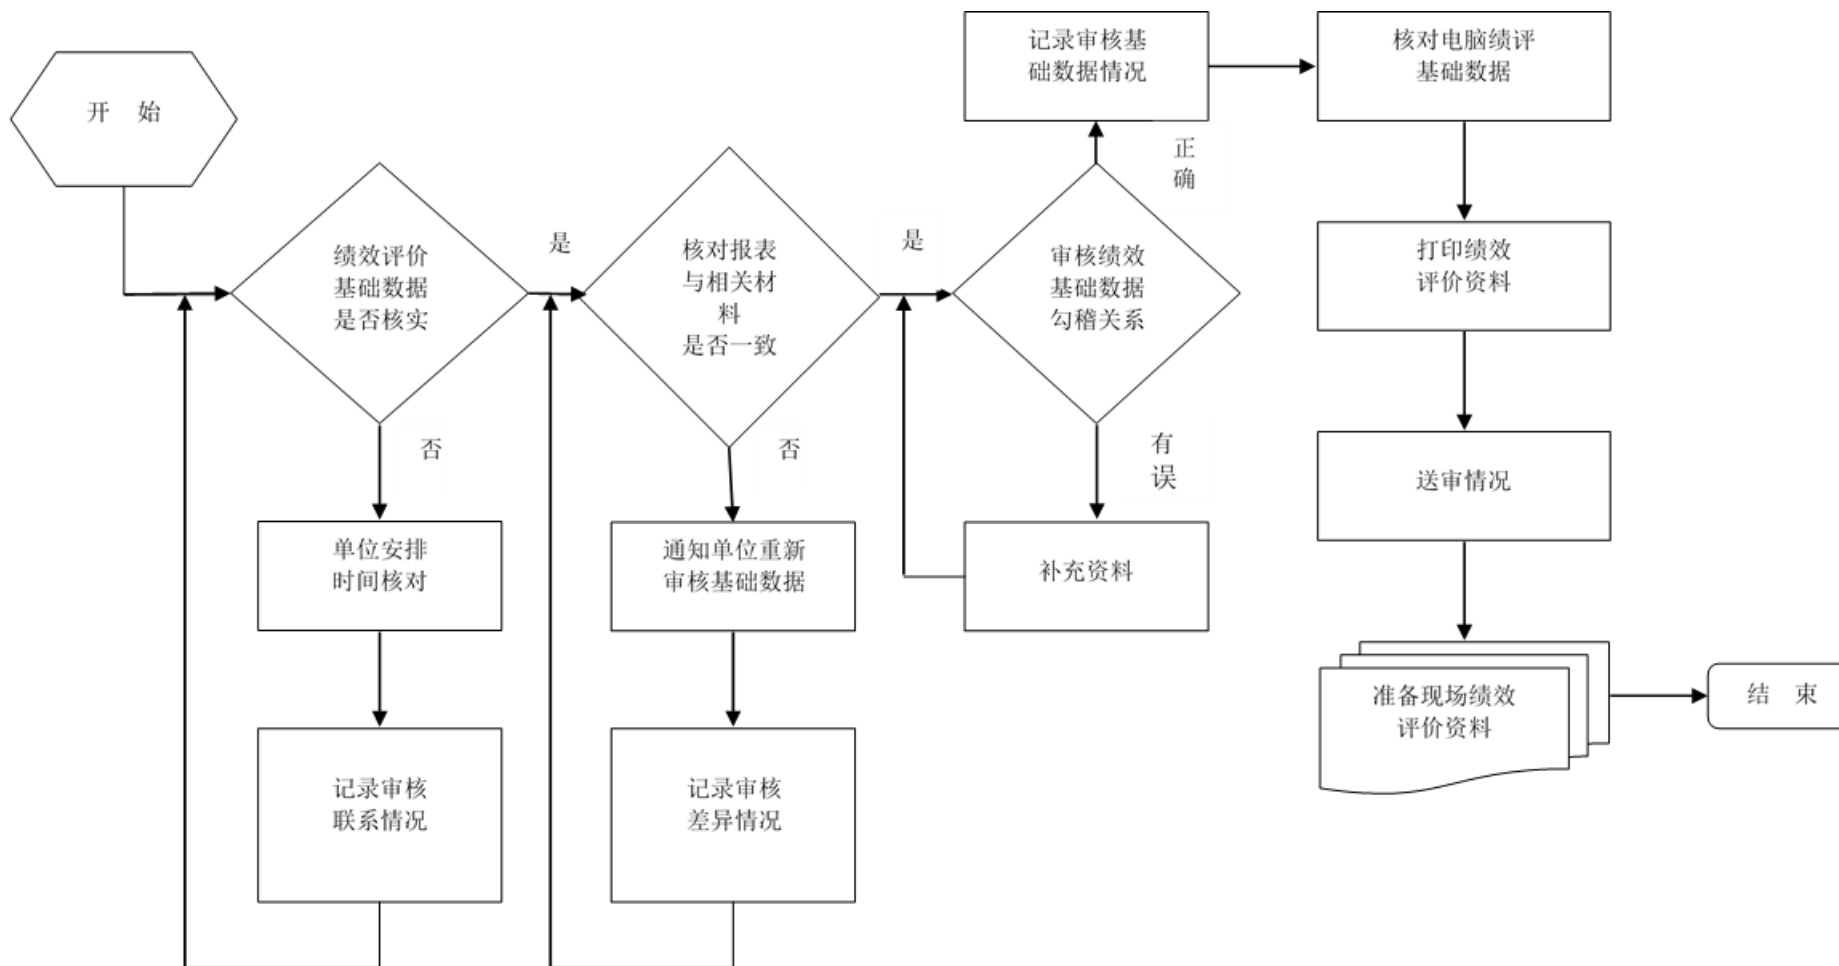 开 始
绩效评价
基础数据
是否核实
是
否
单位安排
时间核对
记录审核
联系情况
核对报表
与相关材
料
是否一致
是
否
通知单位重新
审核基础数据
记录审核
差异情况
审核绩效
基础数据
勾稽关系
正
确
有
误
补充资料
记录审核基
础数据情况
核对电脑绩评
基础数据
打印绩效
评价资料
送审情况
准备现场绩效
评价资料
结 束